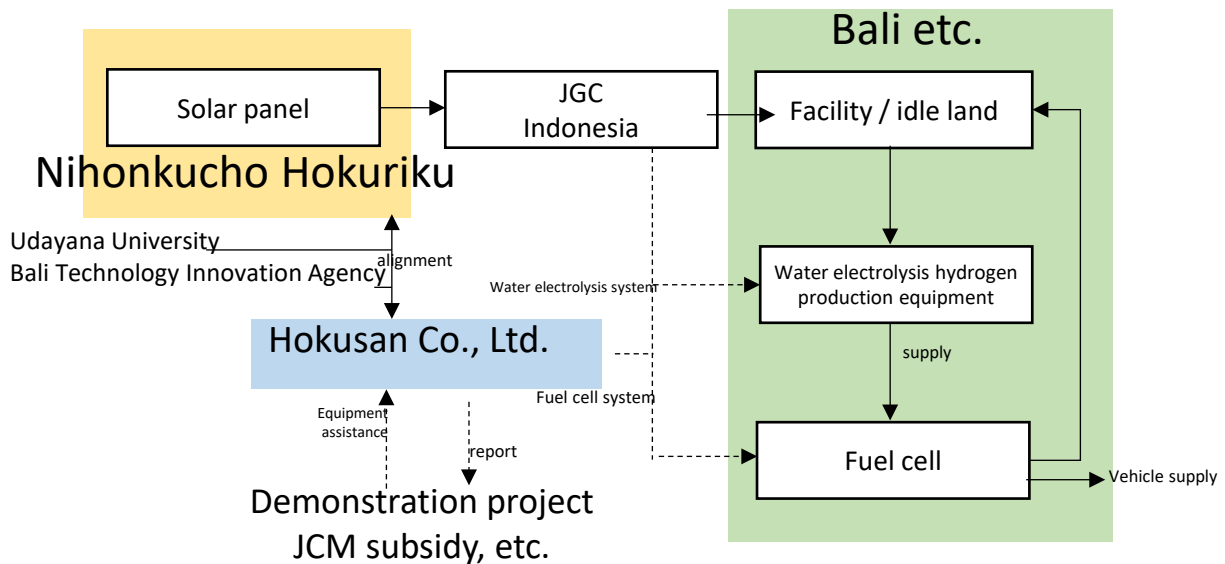 Bali etc.
Solar panel
JGC
Indonesia
Facility / idle land
Nihonkucho Hokuriku
Udayana University
Bali Technology Innovation Agency
alignment
Water electrolysis system
Water electrolysis hydrogen
production equipment
Hokusan Co., Ltd.
supply
Equipment
assistance
Fuel cell system
report
Fuel cell
Vehicle supply
Demonstration project
JCM subsidy, etc.